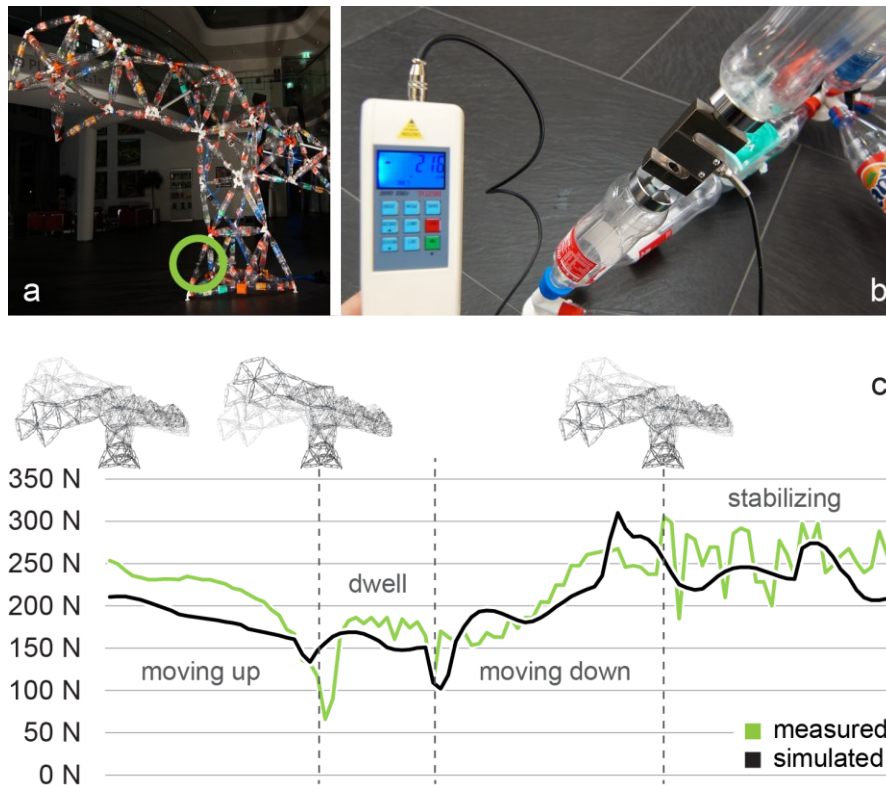 a
- 218
b
c
350 N
300 N
250 N
200 N
150 N
100 N
50 N
0 N
stabilizing
dwell
moving up
moving down
measured
simulated